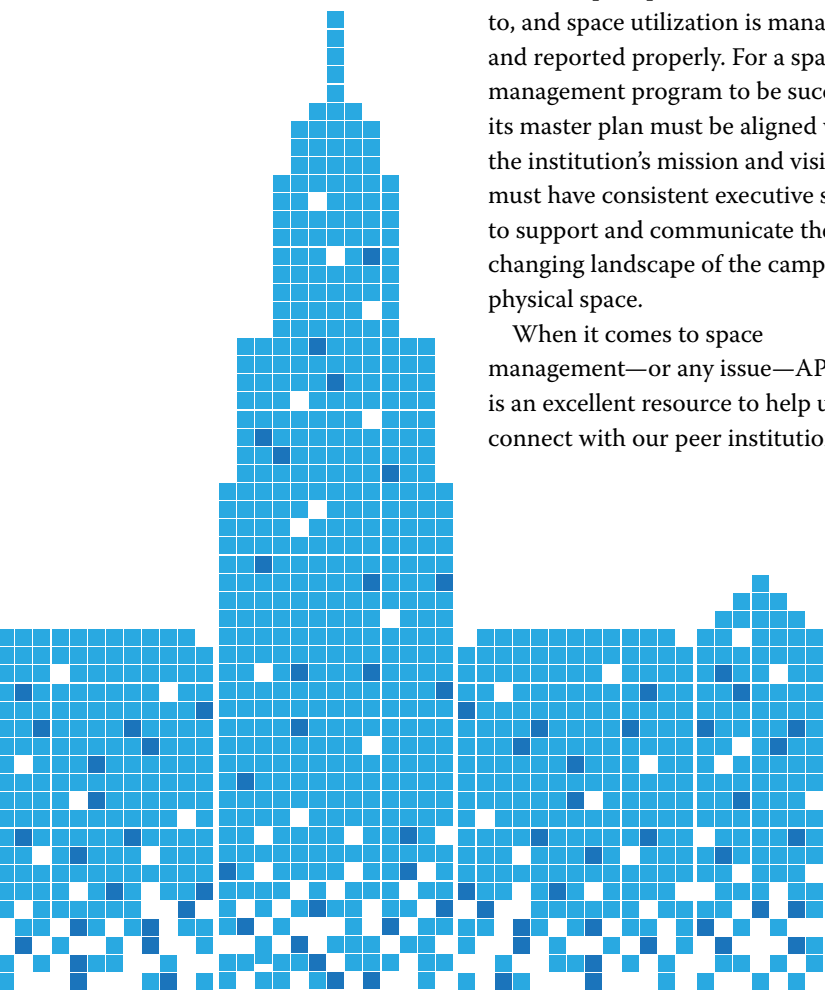 to, and space utilization is mana
and reported properly. For a spa
management program to be succ
its master plan must be aligned
the institution’s mission and visi
must have consistent executive s
to support and communicate the
changing landscape of the camp
physical space.
When it comes to space
management—or any issue—AP
is an excellent resource to help u
connect with our peer institutio